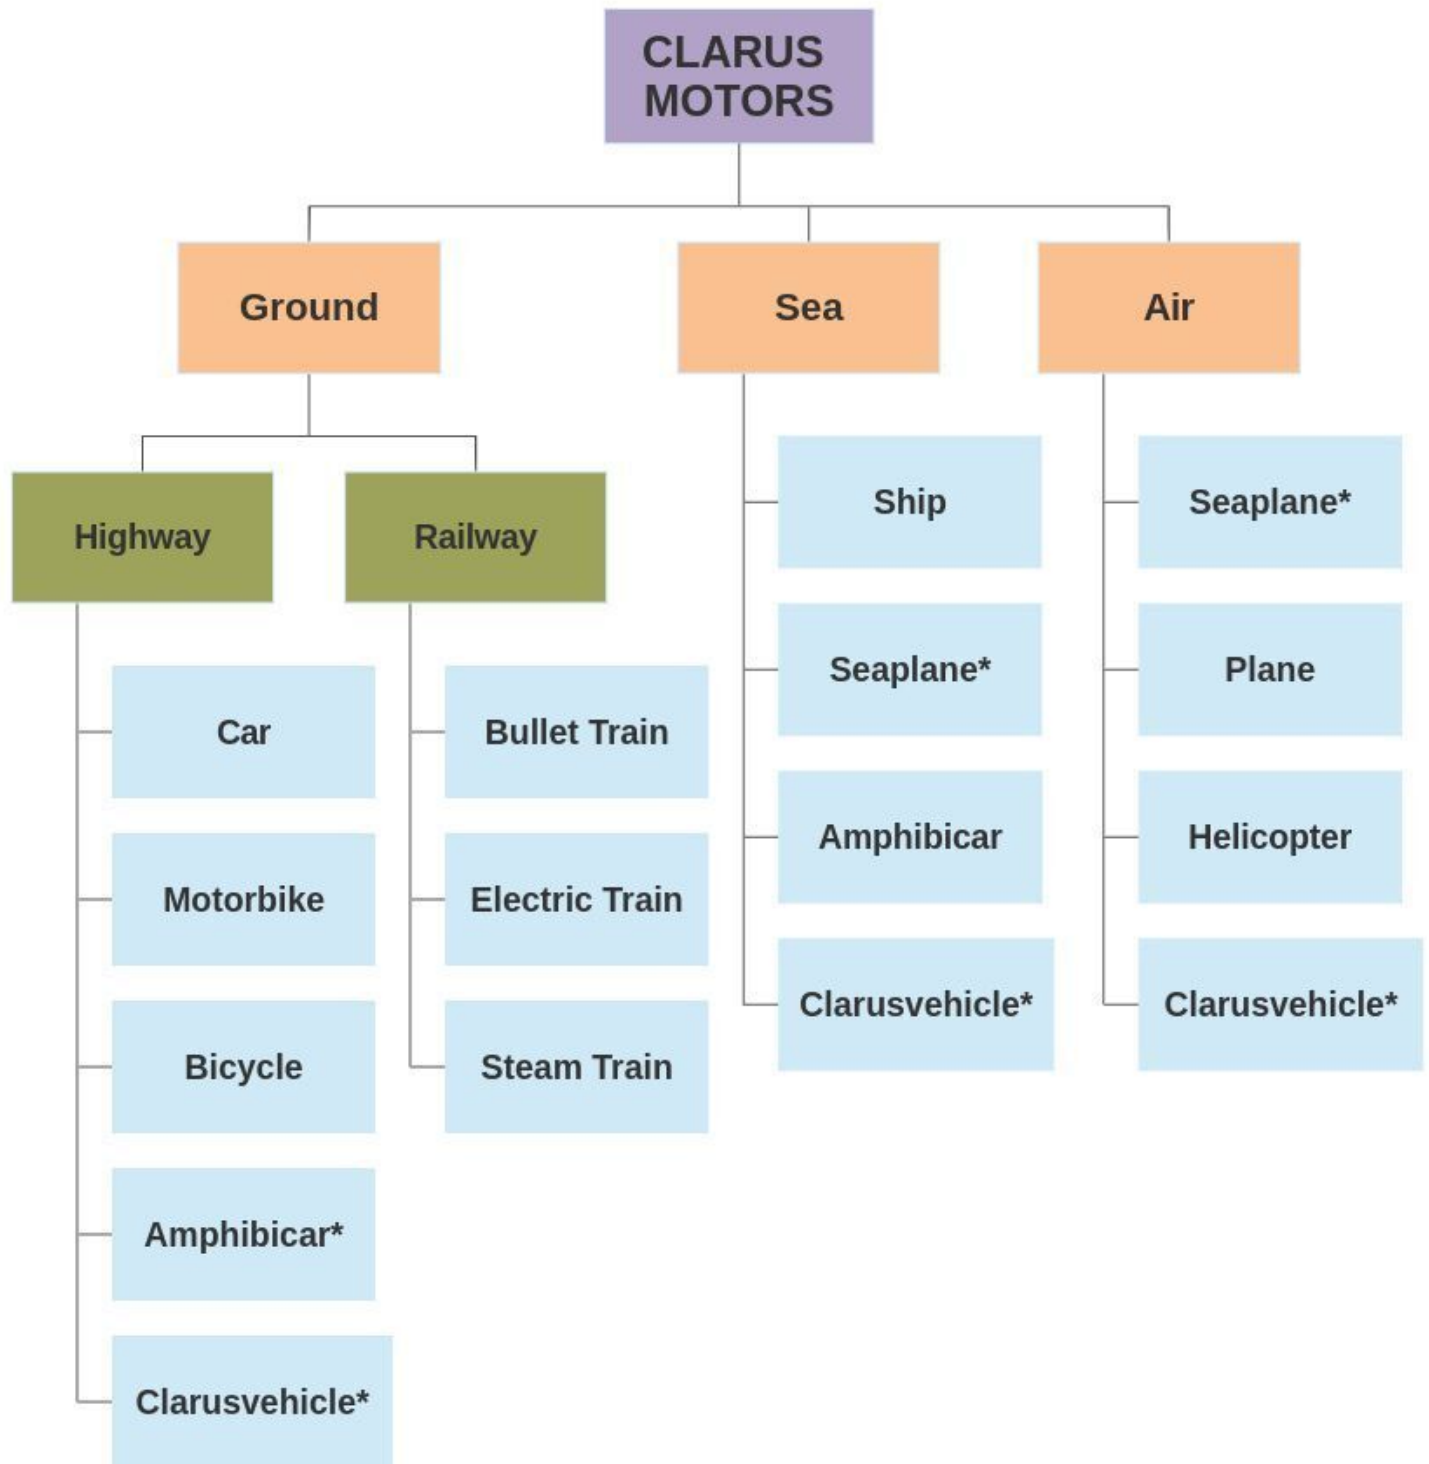 CLARUS
MOTORS
Ground
Sea
Air
Highway
Railway
Ship
Seaplane*
Seaplane*
Plane
Car
Bullet Train
Amphibicar
Helicopter
Motorbike
Electric Train
Clarusvehicle*
Clarusvehicle*
Bicycle
Steam Train
Amphibicar*
Clarusvehicle*